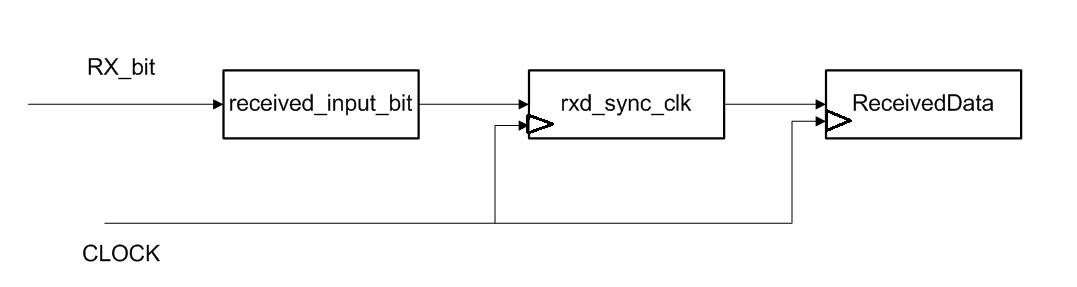 RX_bit
received_input_bit
rxd_sync_clk
ReceivedData
CLOCK